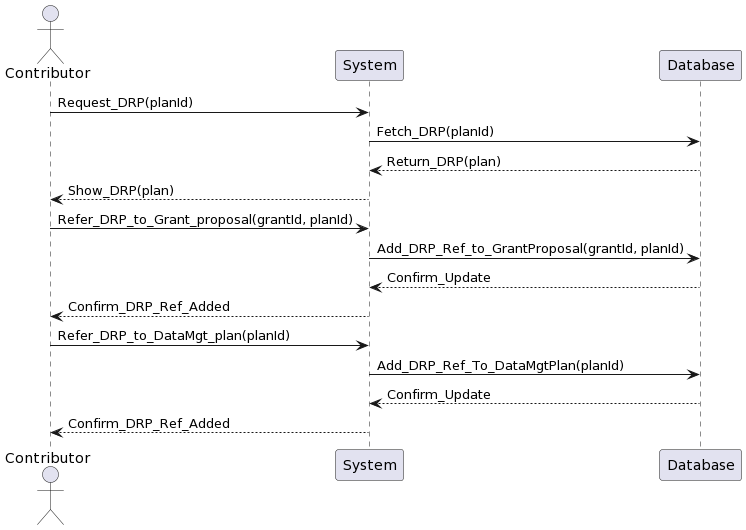 Contributor
System
Database
Request_DRP(planId)
Fetch_DRP(planId)
Return_DRP(plan)
Show_DRP(plan)
Refer_DRP_to_Grant_proposal(grantId, planId)
Add_DRP_Ref_to_GrantProposal(grantId, planId)
Confirm_Update
Confirm_DRP_Ref_Added
Refer_DRP_to_DataMgt_plan(planId)
Add_DRP_Ref_To_DataMgtPlan(planId)
Confirm_Update
Confirm_DRP_Ref_Added
Contributor
System
Database